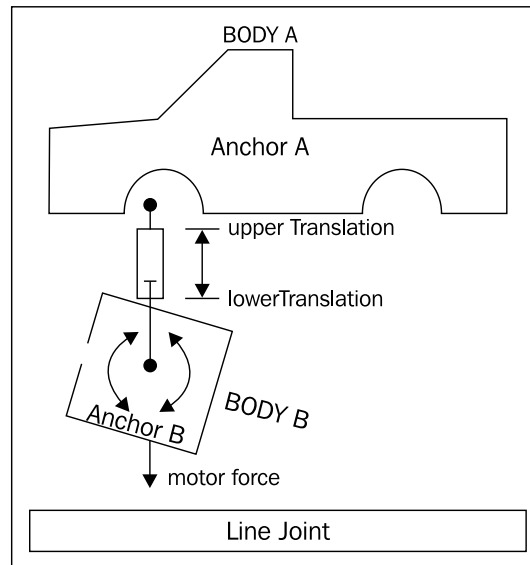 BODY A
Anchor A
upper Translation
lowerTranslation
BODY B
Anchor B
motor force
Line Joint